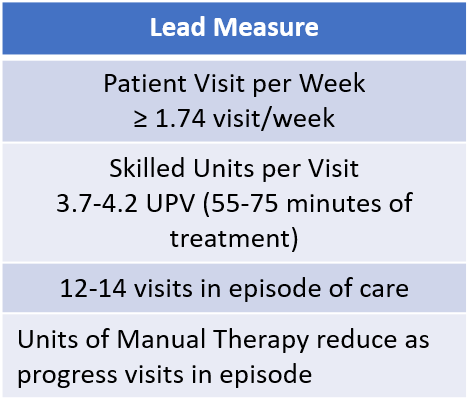 Lead Measure
Patient Visit per Week
≥ 1.74 visit/week
Skilled Units per Visit
3.7-4.2 UPV (55-75 minutes of
treatment)
12-14 visits in episode of care
Units of Manual Therapy reduce as
progress visits in episode